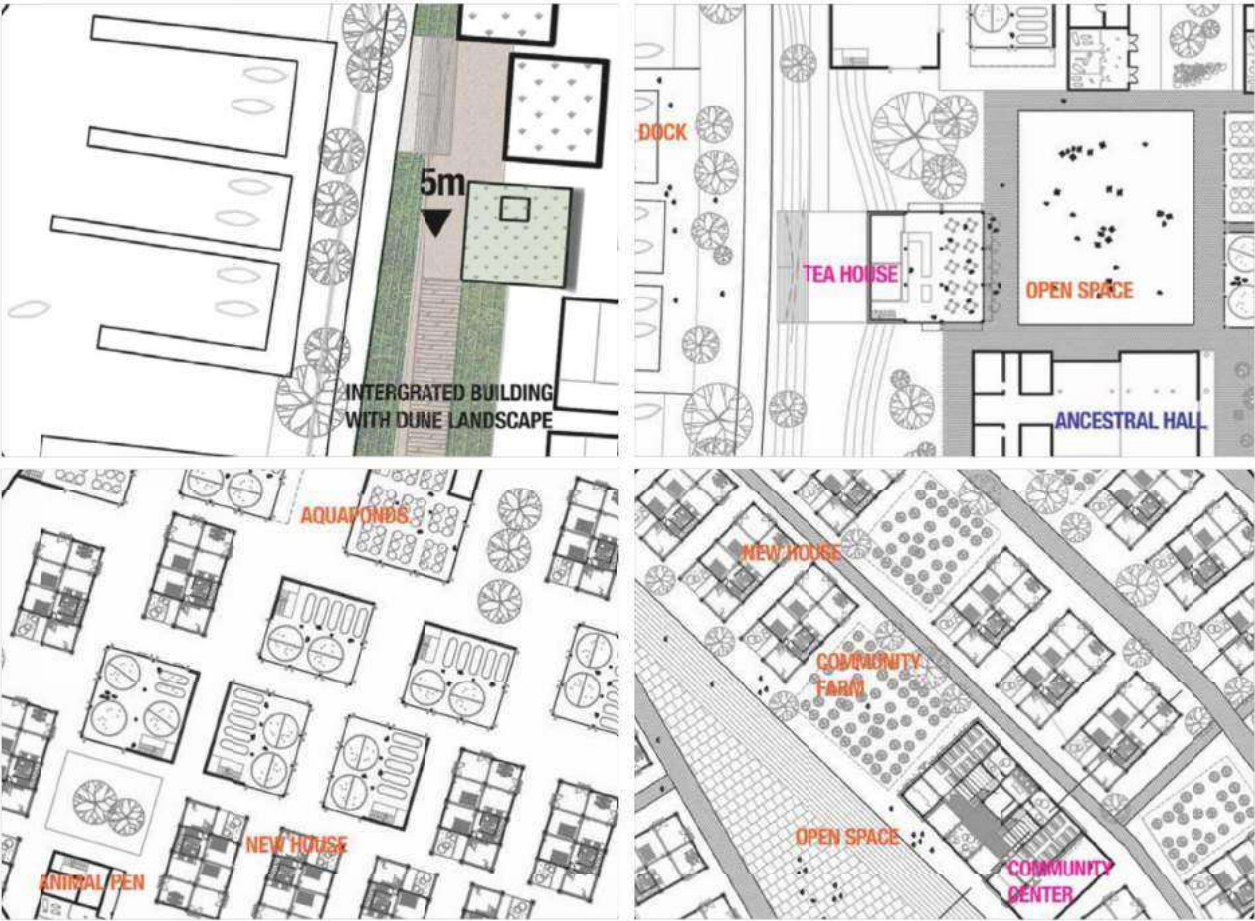 5m
INTERGRATED BUILDING
WITH DUNE LANDSCAPE
DOCK
TEA HOUSE
OPEN SPACE
ANCESTRAL HALL
AQUAPONDS
NEW HOUSE
ANIMAL PEN
NEW HOUSE
COMMUNITY
FARM
OPEN SPACE
COMMUNITY
CENTER